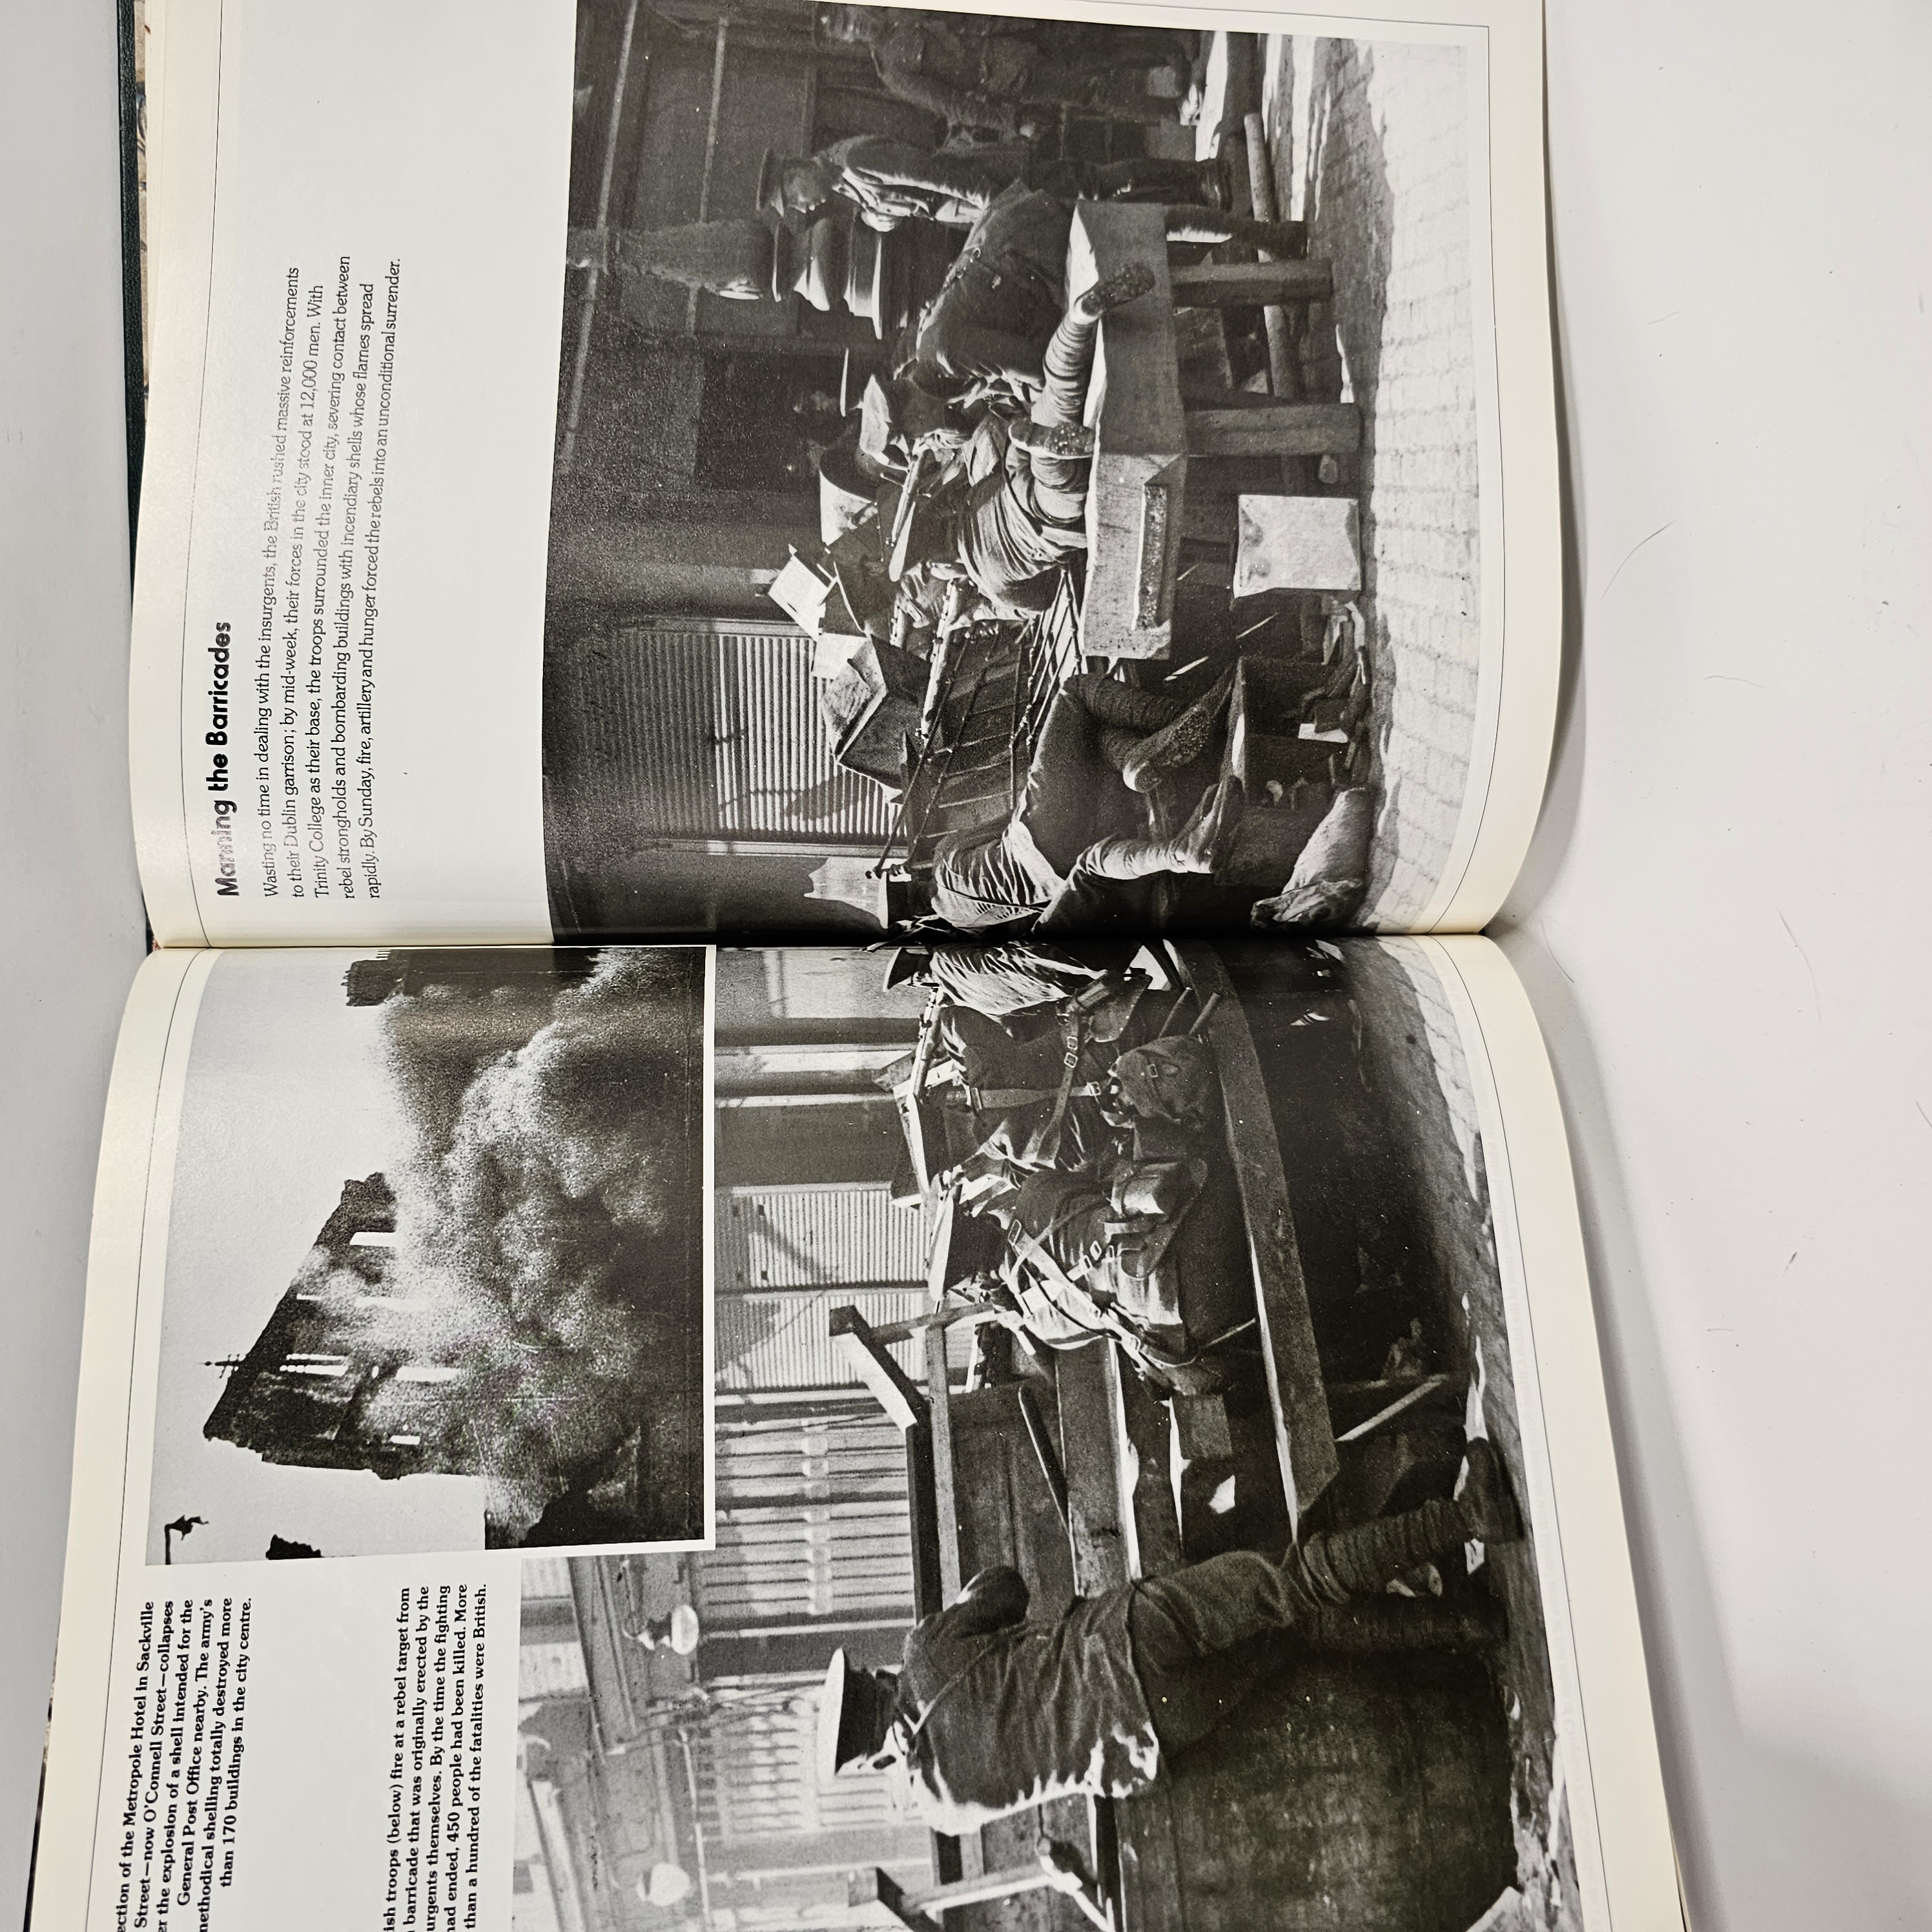 ection of the Metropole Hotel in Sackville
Street—now O'Connell Street—collapses
er the explosion of a shell intended for the
General Post Office nearby. The army's
methodical shelling totally destroyed more
than 170 buildings in the city centre.
ish troops (below) fire at a rebel target from
barricade that was originally erected by the
urgents themselves. By the time the fighting
had ended, 450 people had been killed. More
than a hundred of the fatalities were British.
Manning the Barricades
Wasting no time in dealing with the insurgents, the British rushed massive reinforcements
to their Dublin garrison; by mid-week, their forces in the city stood at 12,000 men. With
Trinity College as their base, the troops surrounded the inner city, severing contact between
rebel strongholds and bombarding buildings with incendiary shells whose flames spread
rapidly. By Sunday, fire, artillery and hunger forced the rebels into an unconditional surrender.